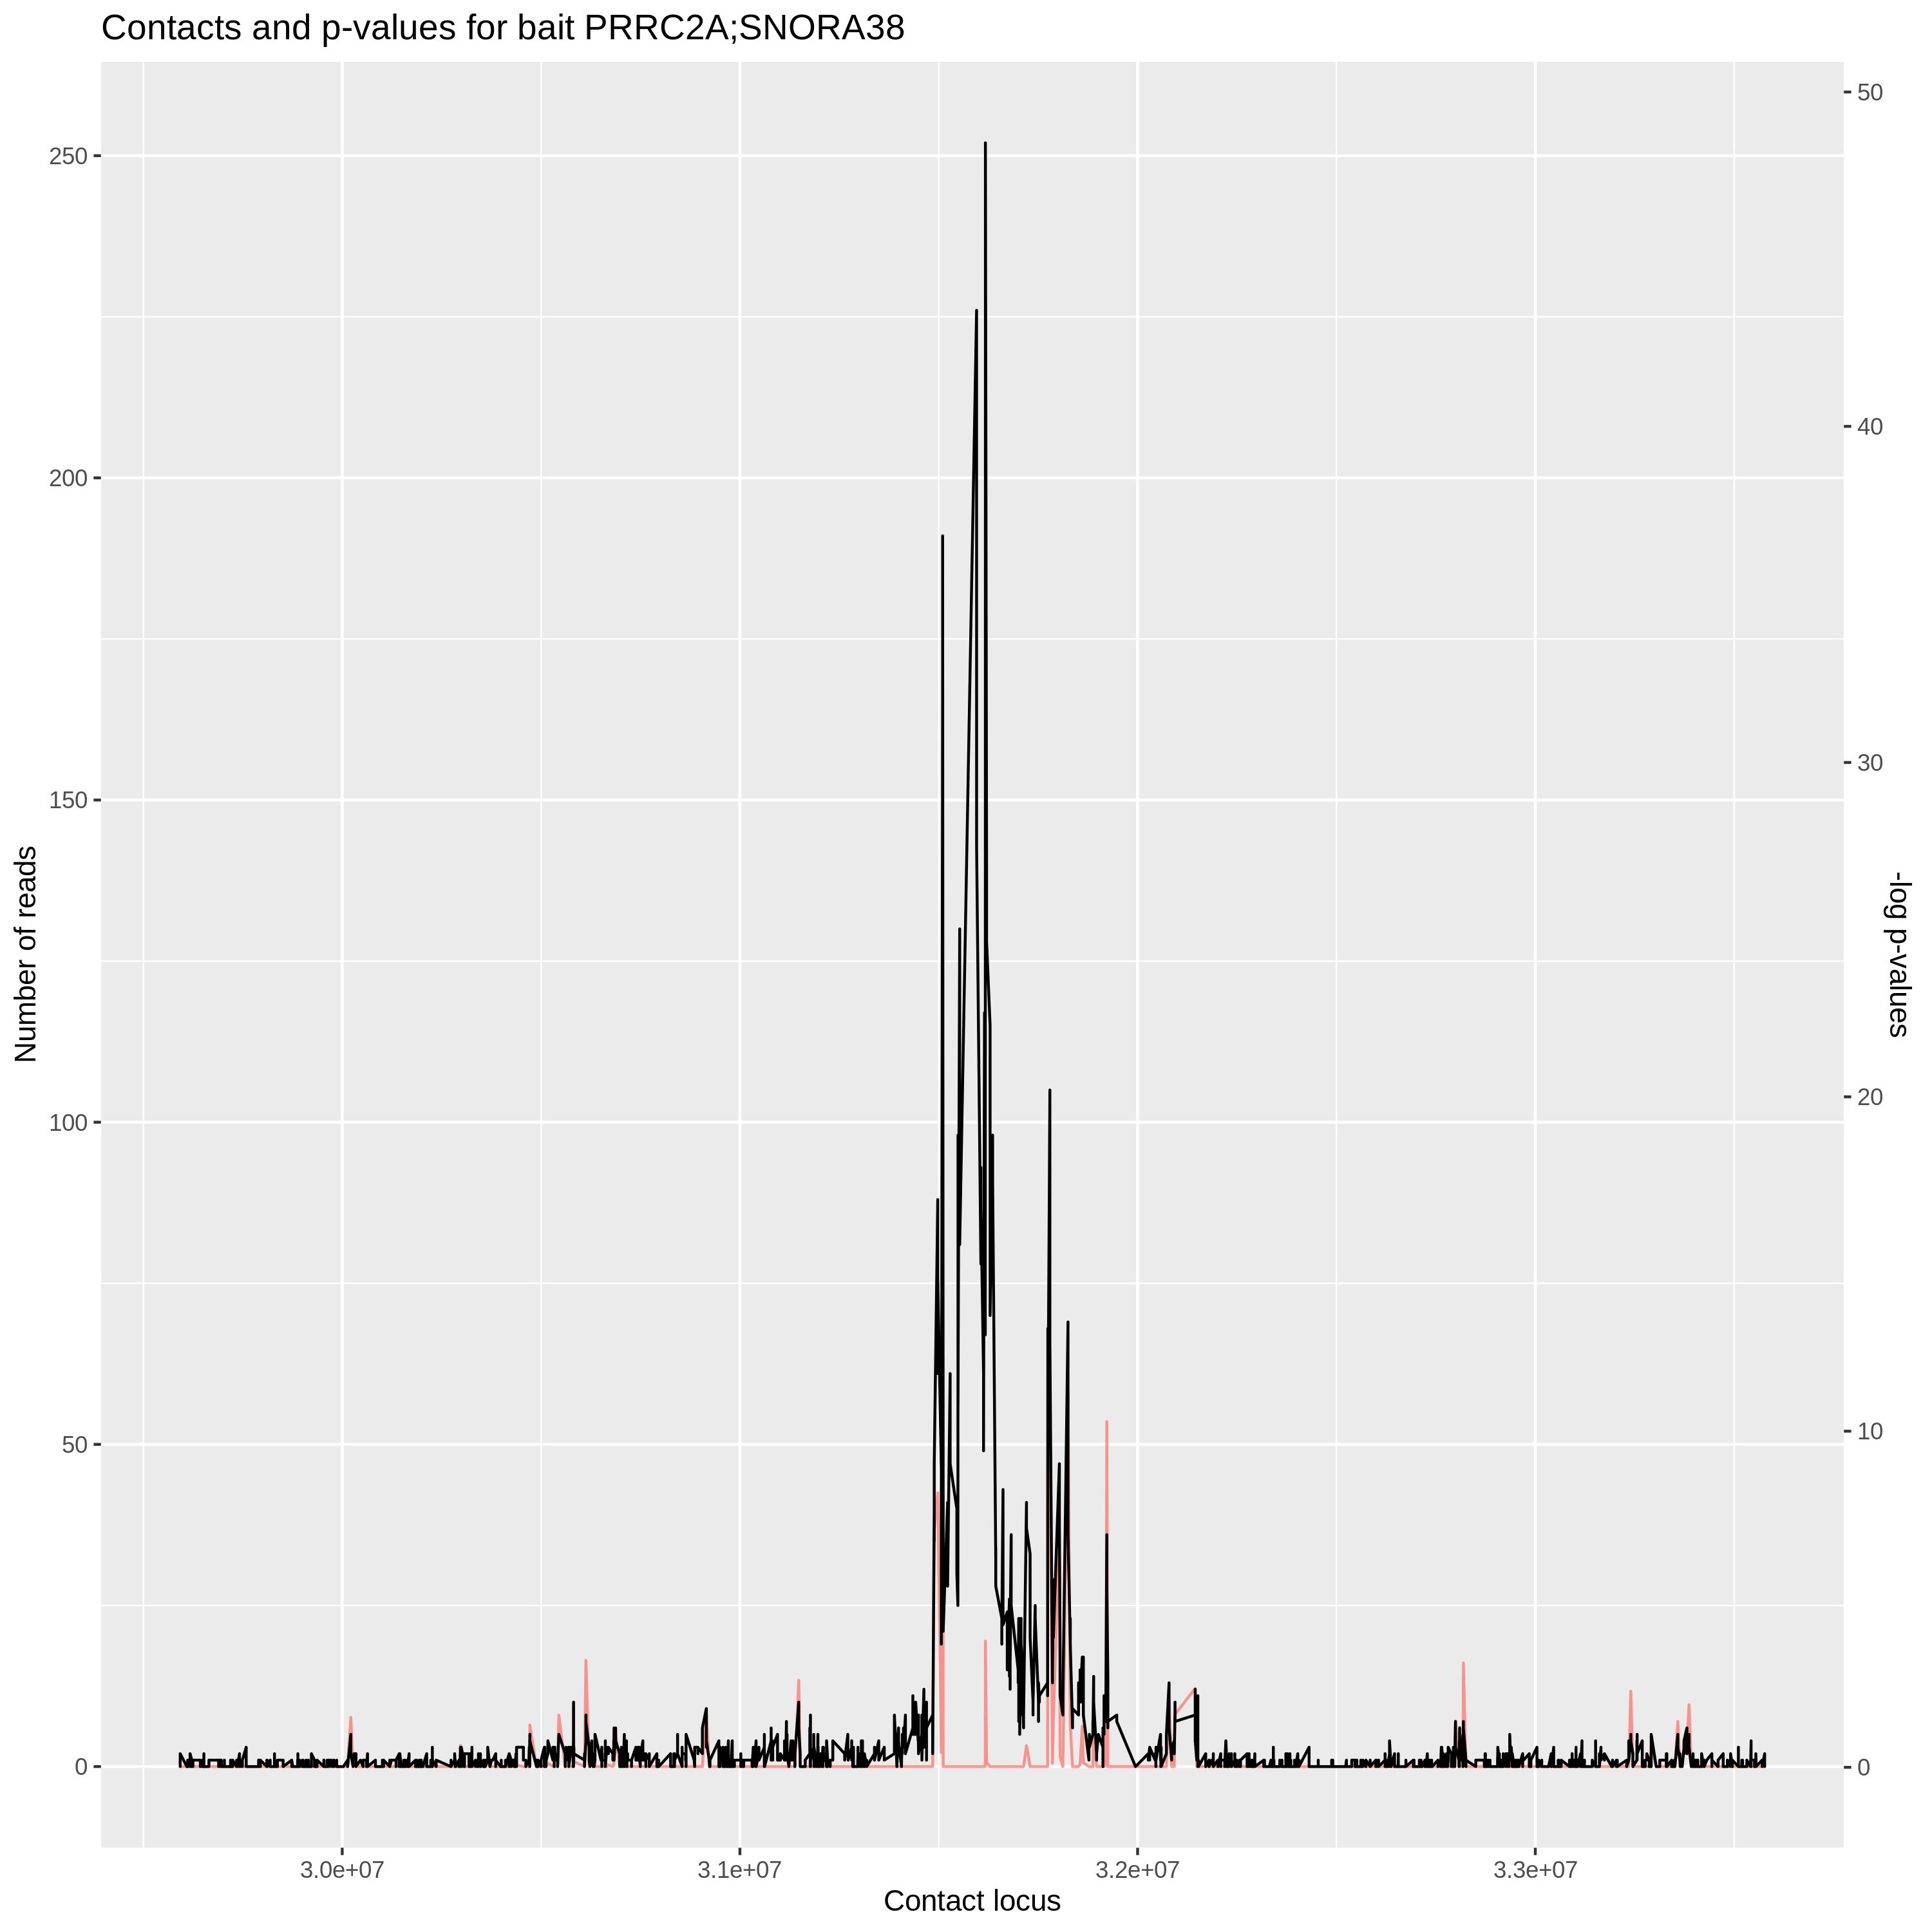 Contacts and p-values for bait PRRC2A;SNORA38
Number of reads
250
200
150
100
50
0
50
40
30
20
10
0
-log p-values
3.0e+07
3.1e+07
3.2e+07
3.3e+07
Contact locus